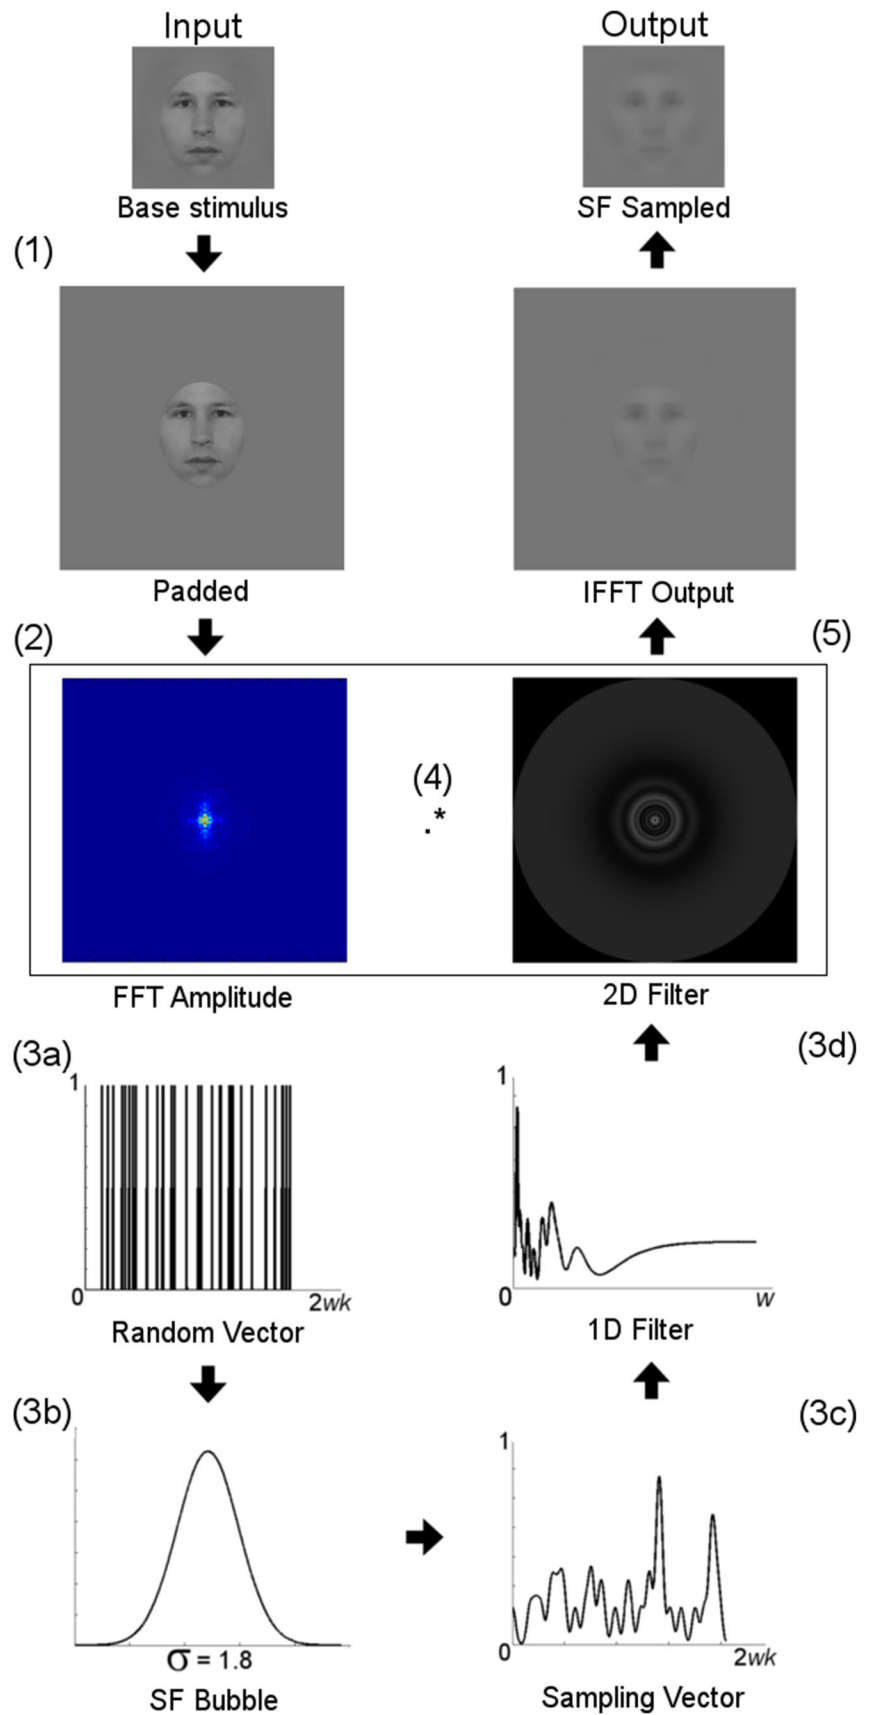 Input
Output
Base stimulus
SF Sampled
(1)
Padded
IFFT Output
(2)
(5)
(4)
.*
FFT Amplitude
2D Filter
(3a)
(3d)
1
0
2wk
Random Vector
1
0
w
1D Filter
(3b)
(3c)
σ = 1.8
SF Bubble
1
0
2wk
Sampling Vector